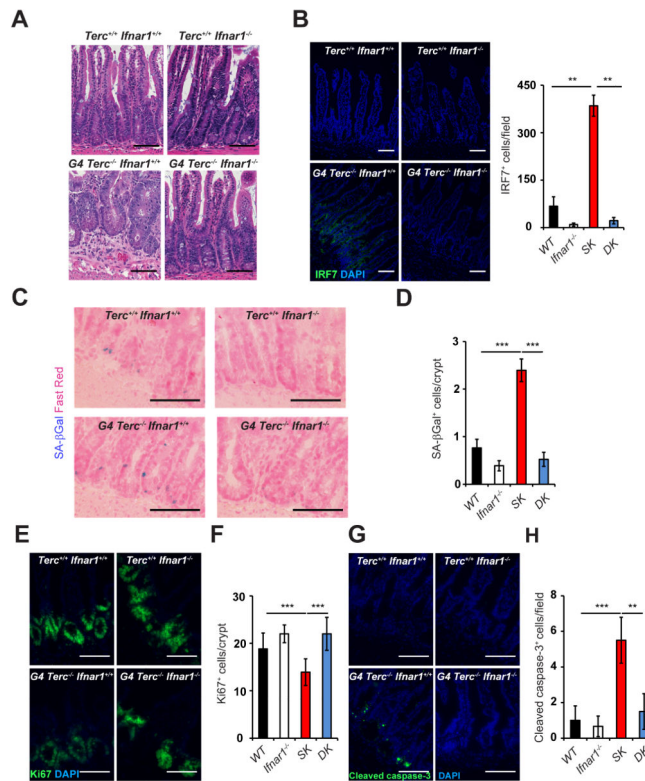 A
Terc+/+ Ifnar1+/+
Terc+/+ Ifnar1-/-
G4 Terc-/- Ifnar1+/+
G4 Terc-/- Ifnar1-/-
B
Terc+/+ Ifnar1+/+
Terc+/+ Ifnar1-/-
G4 Terc-/- Ifnar1+/+
G4 Terc-/- Ifnar1-/-
IRF7 DAPI
IRF7+ cells/field
450
300
150
0
**
**
WT
Ifnar1-/-
SK
DK
C
SA-βGal Fast Red
Terc+/+ Ifnar1+/+
Terc+/+ Ifnar1-/-
G4 Terc-/- Ifnar1+/+
G4 Terc-/- Ifnar1-/-
D
SA-βGal+ cells/crypt
3
2
1
0
***
***
WT
Ifnar1-/-
SK
DK
E
Terc+/+ Ifnar1+/+
Terc+/+ Ifnar1-/-
G4 Terc-/- Ifnar1+/+
G4 Terc-/- Ifnar1-/-
Ki67 DAPI
F
Ki67+ cells/crypt
30
20
10
0
***
***
WT
Ifnar1-/-
SK
DK
G
Terc+/+ Ifnar1+/+
Terc+/+ Ifnar1-/-
G4 Terc-/- Ifnar1+/+
G4 Terc-/- Ifnar1-/-
Cleaved caspase-3
DAPI
H
Cleaved caspase-3+ cells/field
8
6
4
2
0
***
**
WT
Ifnar1-/-
SK
DK